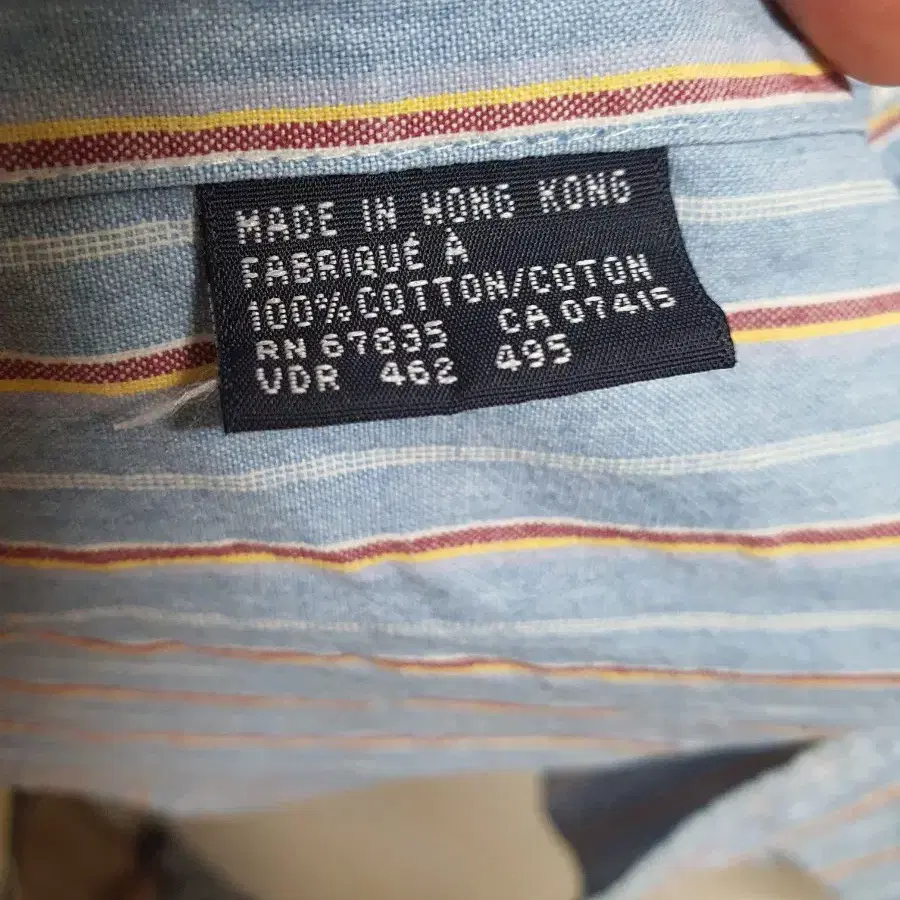 MADE IN HONG KONG
FABRIQUÉ À
100% COTTON/COTON
RN 67835 CA 07415
VDR 462 495